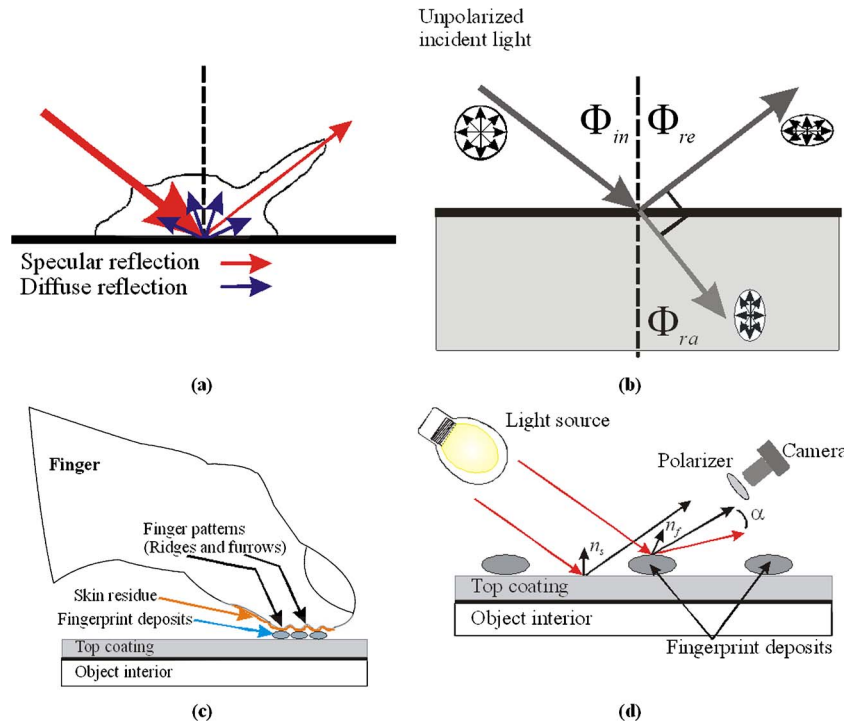 Unpolarized
incident light
Specular reflection
Diffuse reflection
(a)
Φin
Φre
Φra
(b)
Finger
Finger patterns
(Ridges and furrows)
Skin residue
Fingerprint deposits
Top coating
Object interior
(c)
Light source
Camera
Polarizer
α
ns
nf
Top coating
Object interior
Fingerprint deposits
(d)